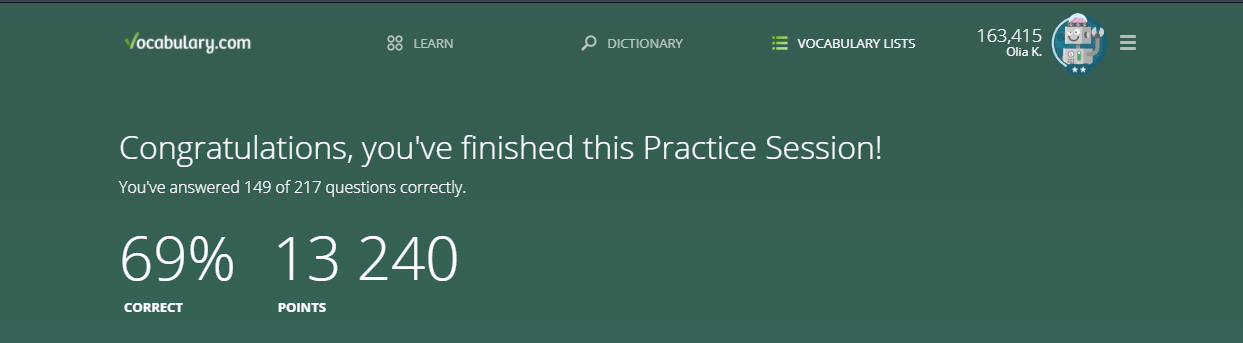 Vocabulary.com
LEARN
DICTIONARY
VOCABULARY LISTS
163,415
Olia K.
Congratulations, you've finished this Practice Session!
You've answered 149 of 217 questions correctly.
69% 13 240
CORRECT POINTS